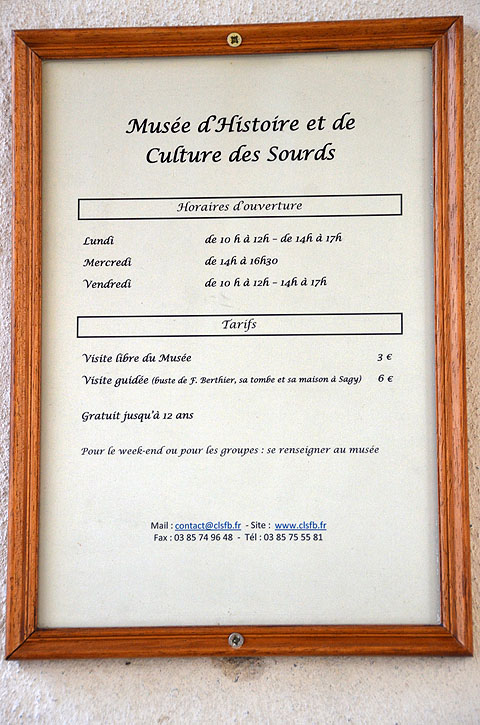 Musée d'Histoire et de
Culture des Sourds
Horaires d'ouverture
Lundi de 10 h à 12h – de 14h à 17h
Mercredi de 14h à 16h30
Vendredi de 10 h à 12h – 14h à 17h
Tarifs
Visite libre du Musée 3 €
Visite guidée (buste de F. Berthier, sa tombe et sa maison à Sagy) 6 €
Gratuit jusqu'à 12 ans
Pour le week-end ou pour les groupes : se renseigner au musée
Mail : contact@clsfb.fr - Site : www.clsfb.fr
Fax : 03 85 74 96 48 - Tél : 03 85 75 55 81